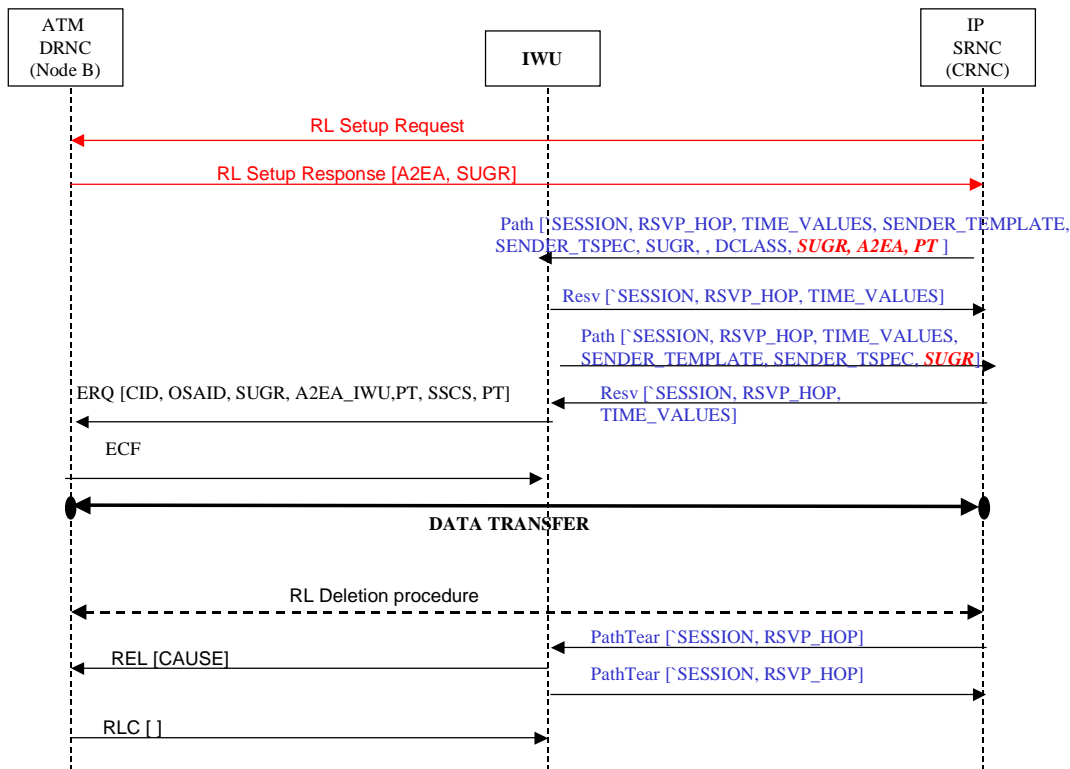 ATM
DRNC
(Node B)
IWU
IP
SRNC
(CRNC)
RL Setup Request
RL Setup Response [A2EA, SUGR]
Path [`SESSION, RSVP_HOP, TIME_VALUES, SENDER_TEMPLATE,
SENDER_TSPEC, SUGR, , DCLASS, SUGR, A2EA, PT ]
Resv [`SESSION, RSVP_HOP, TIME_VALUES]
Path [`SESSION, RSVP_HOP, TIME_VALUES,
SENDER_TEMPLATE, SENDER_TSPEC, SUGR]
ERQ [CID, OSAID, SUGR, A2EA_IWU,PT, SSCS, PT]
Resv [`SESSION, RSVP_HOP,
TIME_VALUES]
ECF
DATA TRANSFER
RL Deletion procedure
PathTear [`SESSION, RSVP_HOP]
REL [CAUSE]
PathTear [`SESSION, RSVP_HOP]
RLC [ ]